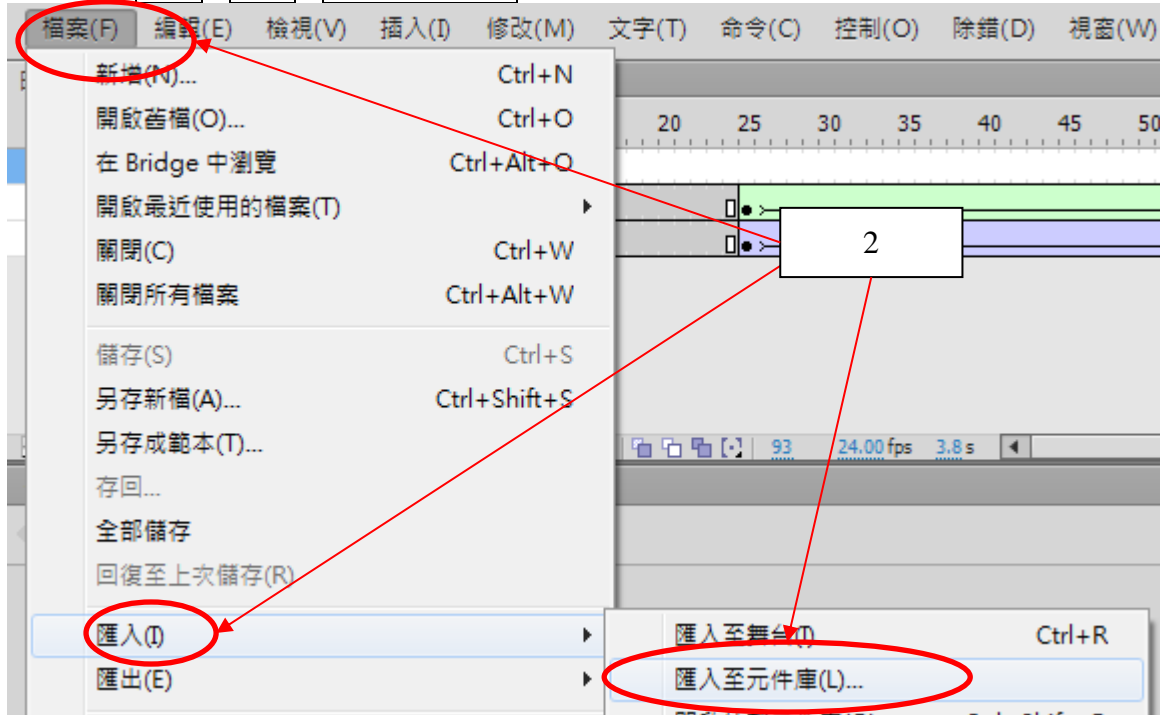 檔案(F) 編輯(E) 檢視(V) 插入(I) 修改(M) 文字(T) 命令(C) 控制(O) 除錯(D) 視窗(W)
新增(N)... Ctrl+N
開啟舊檔(O)... Ctrl+O
20 25 30 35 40 45 50
在 Bridge 中瀏覽 Ctrl+Alt+O
開啟最近使用的檔案(T)
2
關閉(C) Ctrl+W
關閉所有檔案 Ctrl+Alt+W
儲存(S) Ctrl+S
另存新檔(A)... Ctrl+Shift+S
另存成範本(T)...
93 24.00 fps 3.8 s
存回...
全部儲存
回復至上次儲存(R)
匯入(I)
匯入至舞台(I) Ctrl+R
匯出(E)
匯入至元件庫(L)...